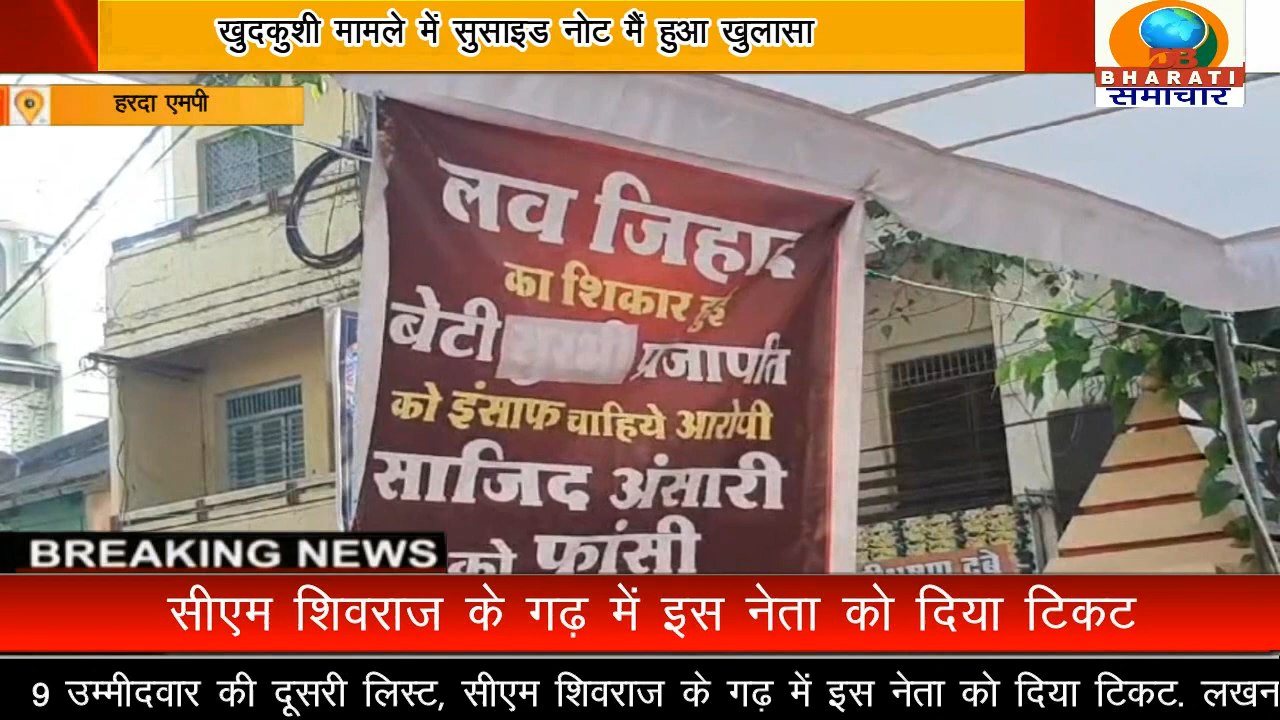 खुदकुशी मामले में सुसाइड नोट मैं हुआ खुलासा
BHARATI
समाचार
हरदा एमपी
लव जिहाद
का शिकार हुई
बेटी प्रजापति
को इंसाफ चाहिये आरोपी
साजिद अंसारी
को फांसी
दुबे
BREAKING NEWS
सीएम शिवराज के गढ़ में इस नेता को दिया टिकट
9 उम्मीदवार की दूसरी लिस्ट, सीएम शिवराज के गढ़ में इस नेता को दिया टिकट. लखन